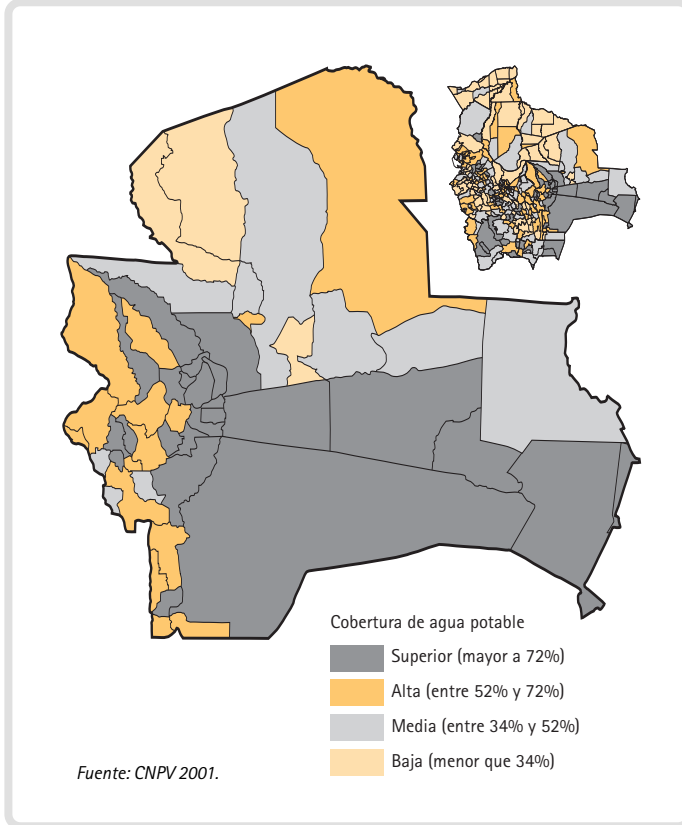 Cobertura de agua potable
Superior (mayor a 72%)
Alta (entre 52% y 72%)
Media (entre 34% y 52%)
Baja (menor que 34%)
Fuente: CNPV 2001.